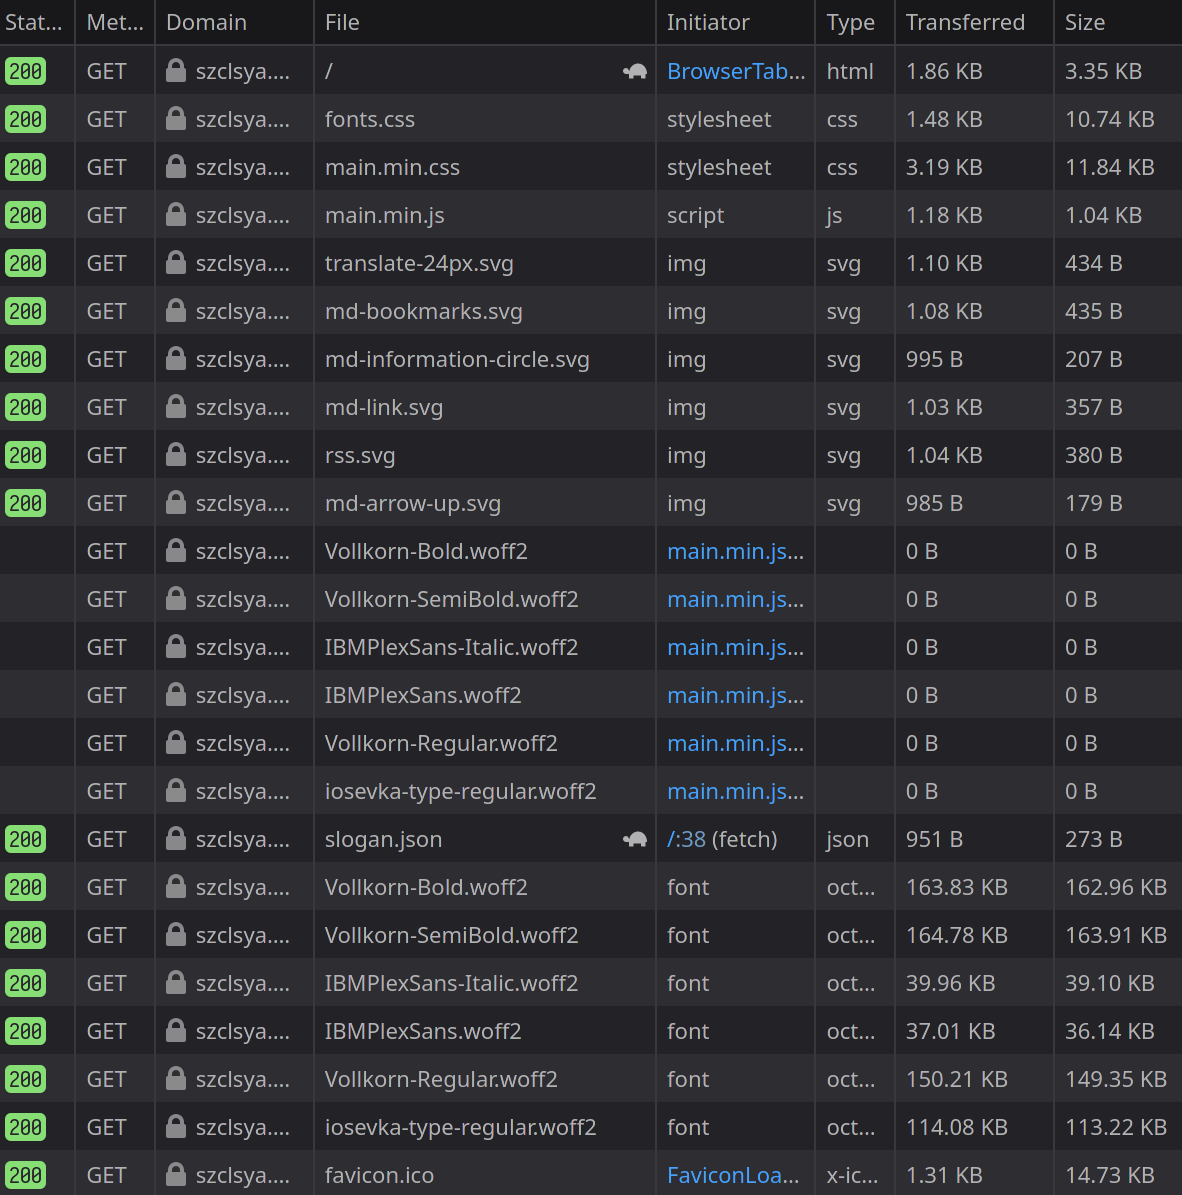 Stat... Met... Domain File Initiator Type Transferred Size
200 GET szclsya.... / BrowserTab... html 1.86 KB 3.35 KB
200 GET szclsya.... fonts.css stylesheet css 1.48 KB 10.74 KB
200 GET szclsya.... main.min.css stylesheet css 3.19 KB 11.84 KB
200 GET szclsya.... main.min.js script js 1.18 KB 1.04 KB
200 GET szclsya.... translate-24px.svg img svg 1.10 KB 434 B
200 GET szclsya.... md-bookmarks.svg img svg 1.08 KB 435 B
200 GET szclsya.... md-information-circle.svg img svg 995 B 207 B
200 GET szclsya.... md-link.svg img svg 1.03 KB 357 B
200 GET szclsya.... rss.svg img svg 1.04 KB 380 B
200 GET szclsya.... md-arrow-up.svg img svg 985 B 179 B
GET szclsya.... Vollkorn-Bold.woff2 main.min.js... 0 B 0 B
GET szclsya.... Vollkorn-SemiBold.woff2 main.min.js... 0 B 0 B
GET szclsya.... IBMPlexSans-Italic.woff2 main.min.js... 0 B 0 B
GET szclsya.... IBMPlexSans.woff2 main.min.js... 0 B 0 B
GET szclsya.... Vollkorn-Regular.woff2 main.min.js... 0 B 0 B
GET szclsya.... iosevka-type-regular.woff2 main.min.js... 0 B 0 B
200 GET szclsya.... slogan.json /:38 (fetch) json 951 B 273 B
200 GET szclsya.... Vollkorn-Bold.woff2 font oct... 163.83 KB 162.96 KB
200 GET szclsya.... Vollkorn-SemiBold.woff2 font oct... 164.78 KB 163.91 KB
200 GET szclsya.... IBMPlexSans-Italic.woff2 font oct... 39.96 KB 39.10 KB
200 GET szclsya.... IBMPlexSans.woff2 font oct... 37.01 KB 36.14 KB
200 GET szclsya.... Vollkorn-Regular.woff2 font oct... 150.21 KB 149.35 KB
200 GET szclsya.... iosevka-type-regular.woff2 font oct... 114.08 KB 113.22 KB
200 GET szclsya.... favicon.ico FaviconLoa... x-ic... 1.31 KB 14.73 KB